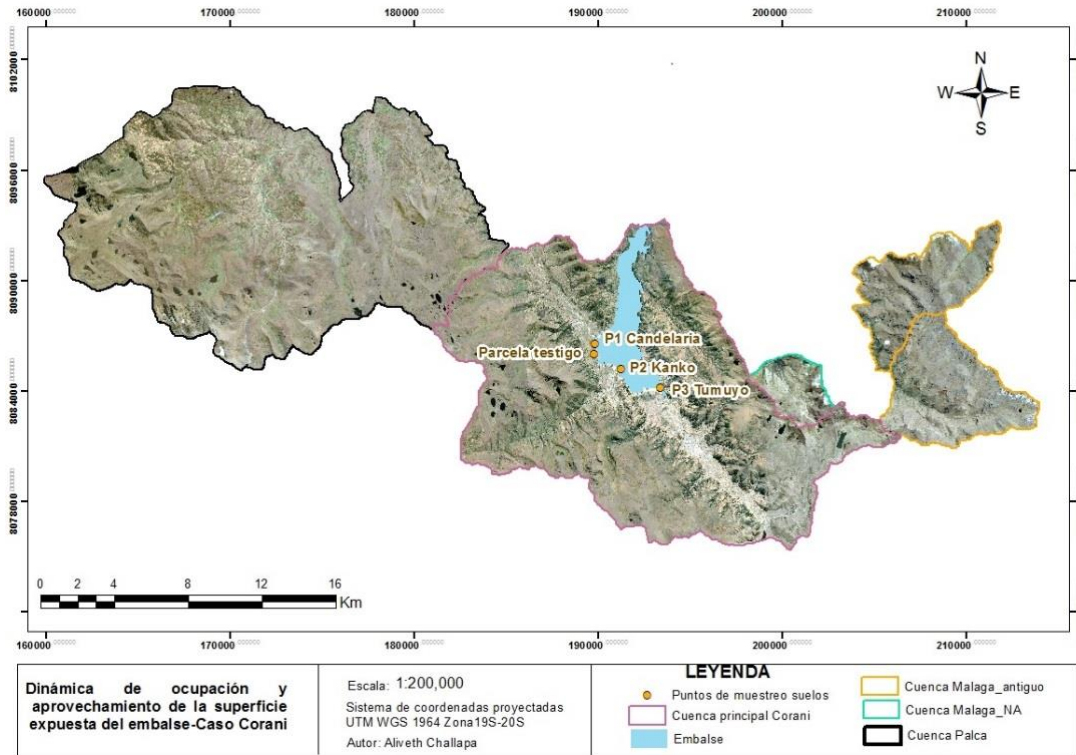 160000 170000 180000 190000 200000 210000
8102000
8096000
8090000
8084000
8078000
N
W E
S
P1 Candelaria
Parcela testigo
P2 Kanko
P3 Tumuyo
0 2 4 8 12 16
Km
160000 170000 180000 190000 200000 210000
Dinámica de ocupación y
aprovechamiento de la superficie
expuesta del embalse-Caso Corani
Escala: 1:200,000
Sistema de coordenadas proyectadas
UTM WGS 1964 Zona19S-20S
Autor: Aliveth Challapa
LEYENDA
Puntos de muestreo suelos
Cuenca principal Corani
Embalse
Cuenca Malaga_antiguo
Cuenca Malaga_NA
Cuenca Palca